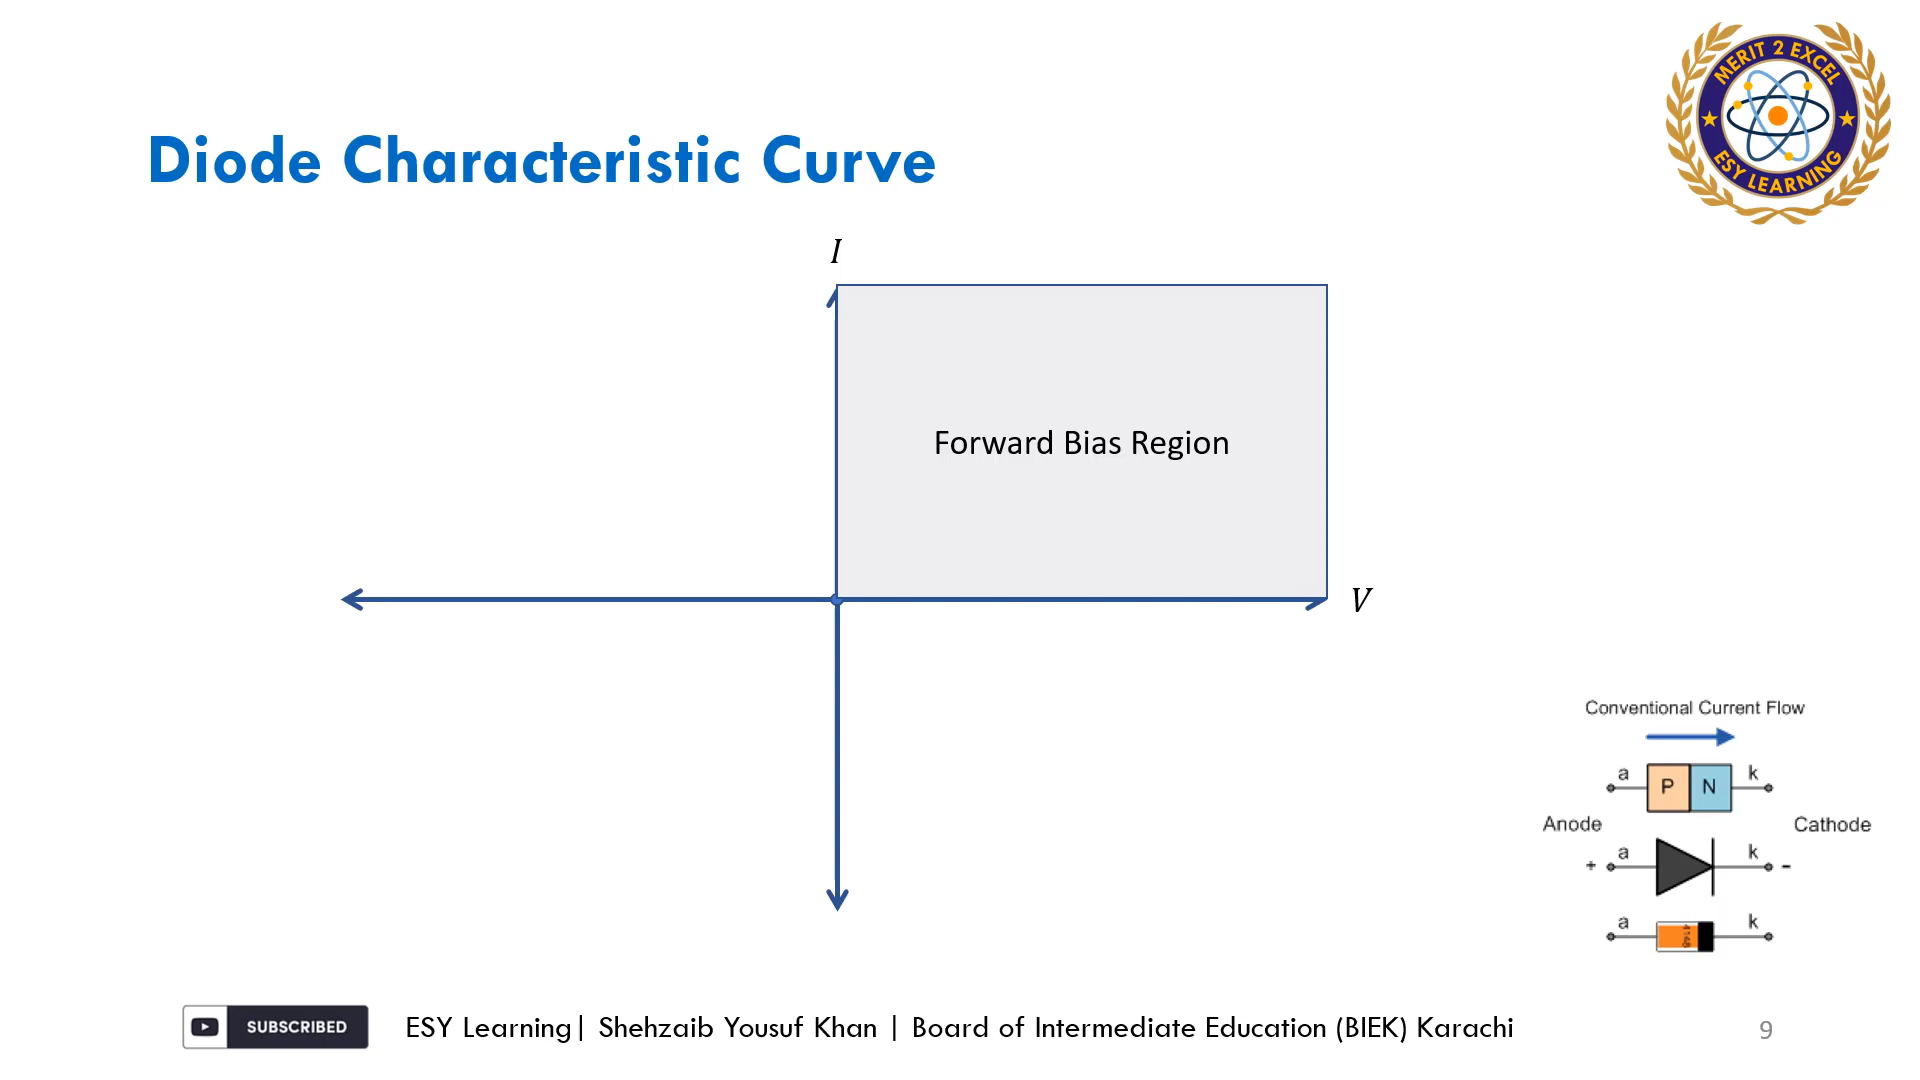 MERIT 2 EXCEL
ESY LEARNING
Diode Characteristic Curve
I
Forward Bias Region
V
Conventional Current Flow
a P N k
Anode Cathode
+ a k -
a 4148 k
SUBSCRIBED
ESY Learning| Shehzaib Yousuf Khan | Board of Intermediate Education (BIEK) Karachi
9